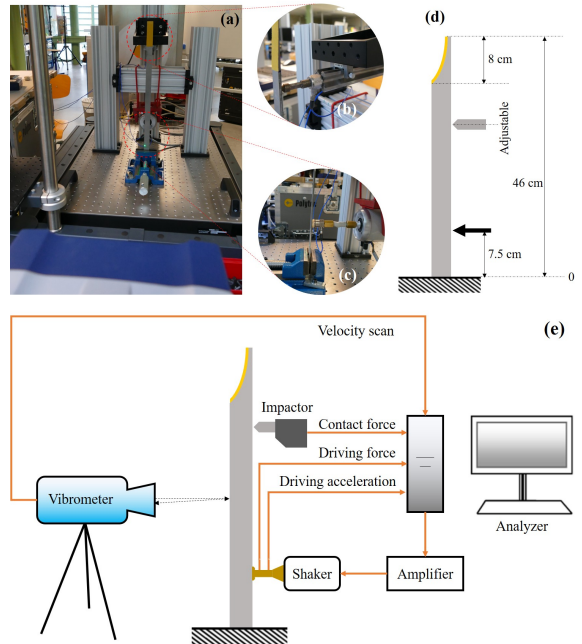 (a)
(b)
Polytec
(c)
(d)
8 cm
Adjustable
46 cm
7.5 cm
0
(e)
Velocity scan
Impactor
Contact force
Driving force
Driving acceleration
Vibrometer
Shaker
Amplifier
Analyzer